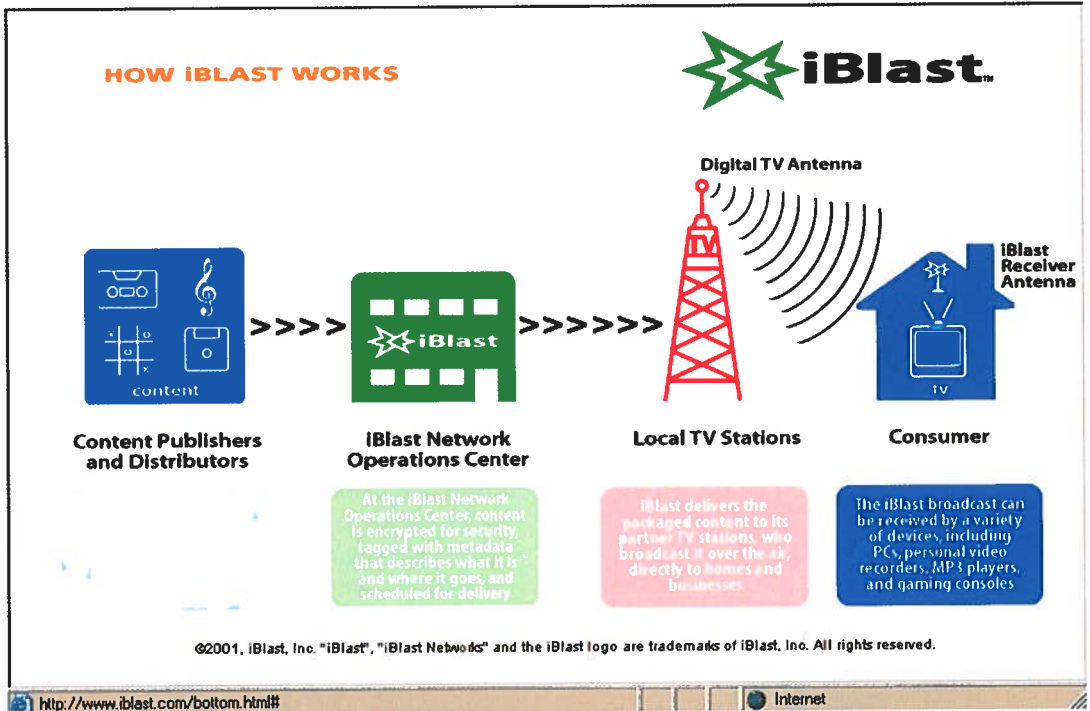 HOW iBLAST WORKS
iBlast™
Digital TV Antenna
TV
iBlast
Receiver
Antenna
iBlast
content
tv
Content Publishers
and Distributors
iBlast Network
Operations Center
Local TV Stations
Consumer
At the iBlast Network
Operations Center, content
is encrypted for security,
tagged with metadata
that describes what it is
and where it goes, and
scheduled for delivery
iBlast delivers the
packaged content to its
partner TV stations, who
broadcast it over the air,
directly to homes and
businesses
The iBlast broadcast can
be received by a variety
of devices, including
PCs, personal video
recorders, MP3 players,
and gaming consoles
©2001, iBlast, Inc. "iBlast", "iBlast Networks" and the iBlast logo are trademarks of iBlast, Inc. All rights reserved.
http://www.iblast.com/bottom.html#
Internet